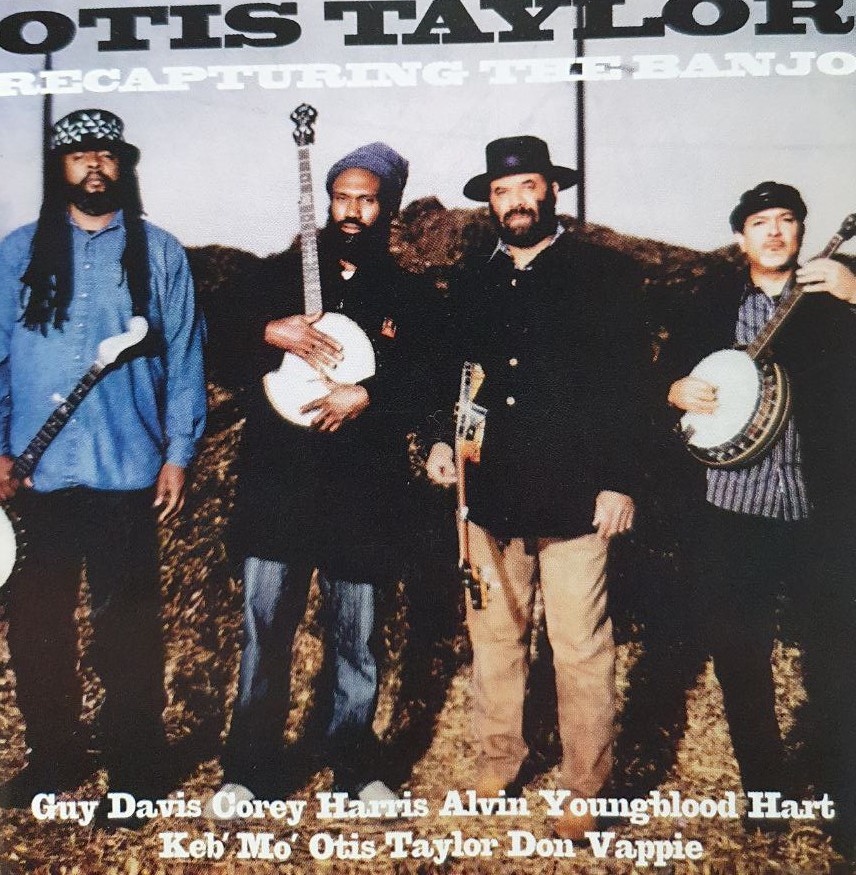 OTIS TAYLOR
RECAPTURING THE BANJO
Guy Davis Corey Harris Alvin Youngblood Hart
Keb' Mo' Otis Taylor Don Vappie